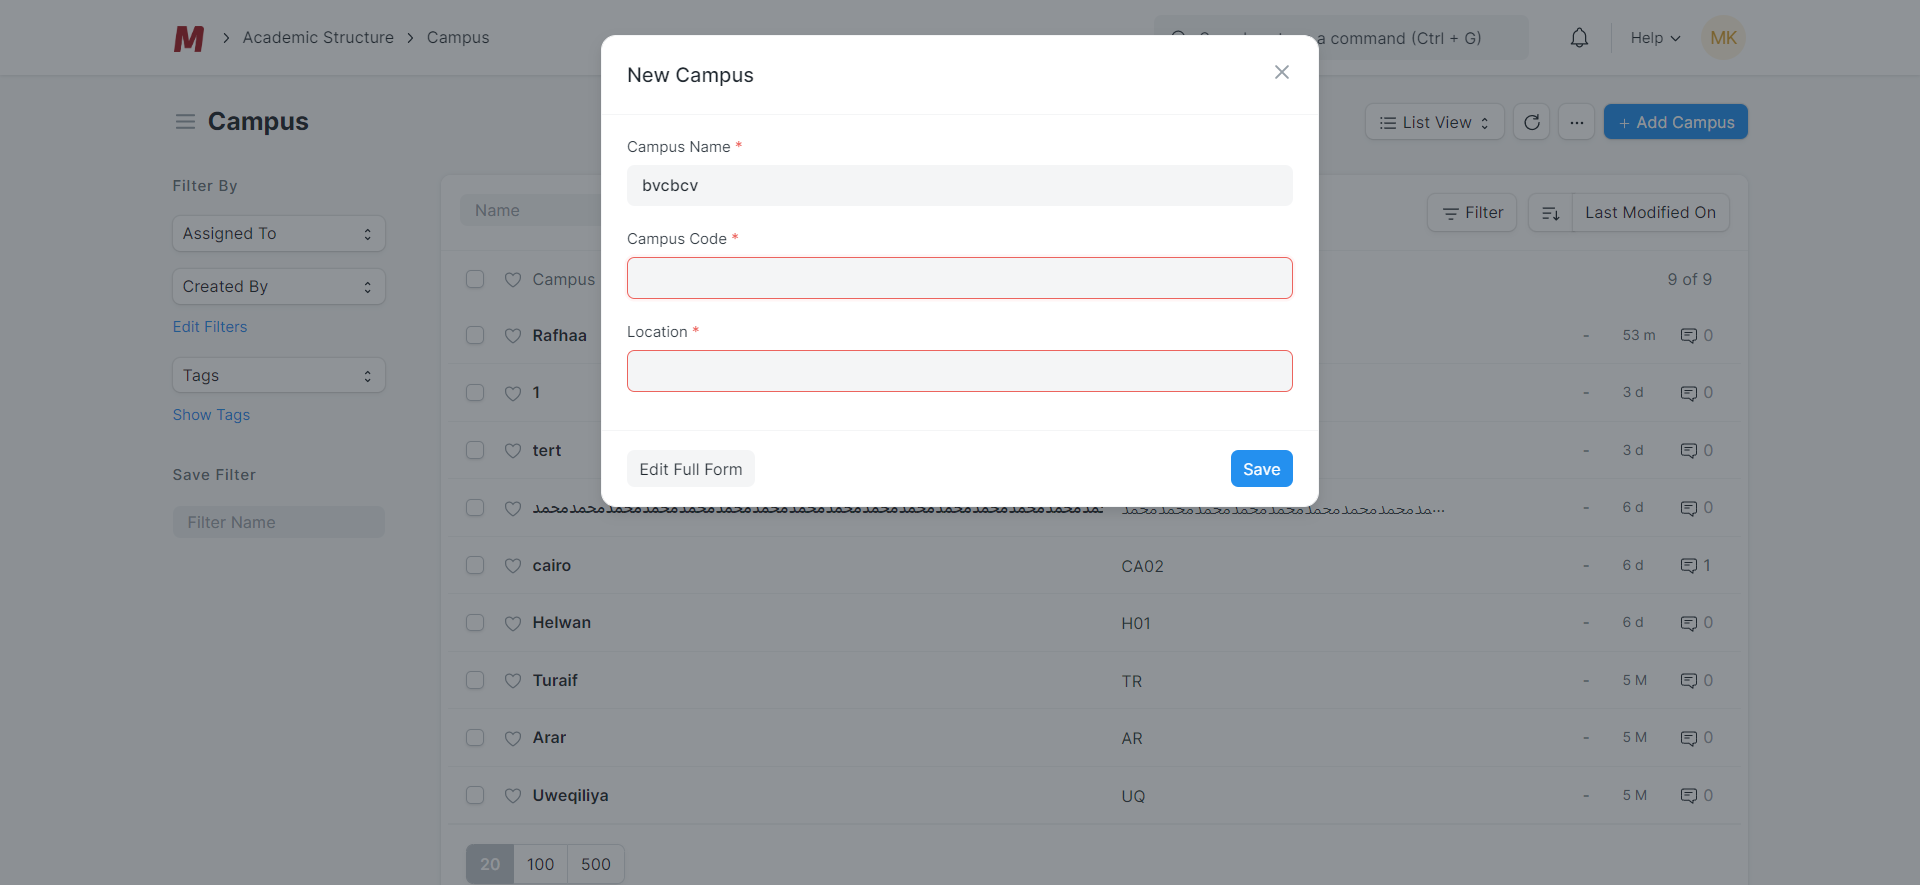 M > Academic Structure > Campus
a command (Ctrl + G)
Help
MK
Campus
List View
...
+ Add Campus
Filter By
Assigned To
Created By
Edit Filters
Tags
Show Tags
Save Filter
Filter Name
New Campus
Campus Name *
bvcbcv
Campus Code *
Location *
Edit Full Form
Save
Name
Filter
Last Modified On
Campus
9 of 9
Rafhaa - 53 m 0
1 - 3 d 0
tert - 3 d 0
- 6 d 0
cairo CA02 - 6 d 1
Helwan H01 - 6 d 0
Turaif TR - 5 M 0
Arar AR - 5 M 0
Uweqiliya UQ - 5 M 0
20 100 500